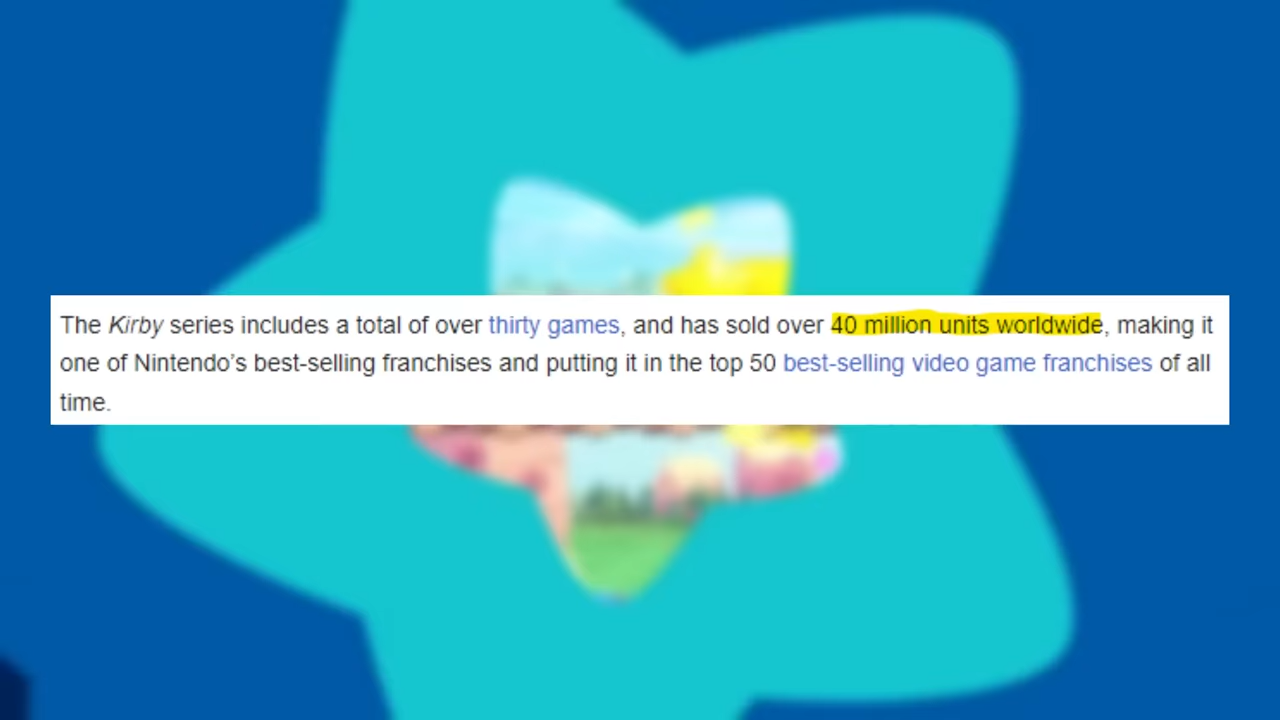 The Kirby series includes a total of over thirty games, and has sold over 40 million units worldwide, making it
one of Nintendo’s best-selling franchises and putting it in the top 50 best-selling video game franchises of all
time.